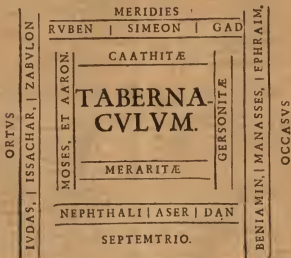 MERIDIES
RVBEN | SIMEON | GAD
CAATHITÆ
ORTVS
IVDAS, | ISSACHAR, | ZABVLON
MOSES, ET AARON.
TABERNA-
CVLVM.
GERSONITÆ
BENIAMIN, | MANASSES, | EPHRAIM,
OCCASVS
MERARITÆ
NEPHTHALI | ASER | DAN
SEPTEMTRIO.